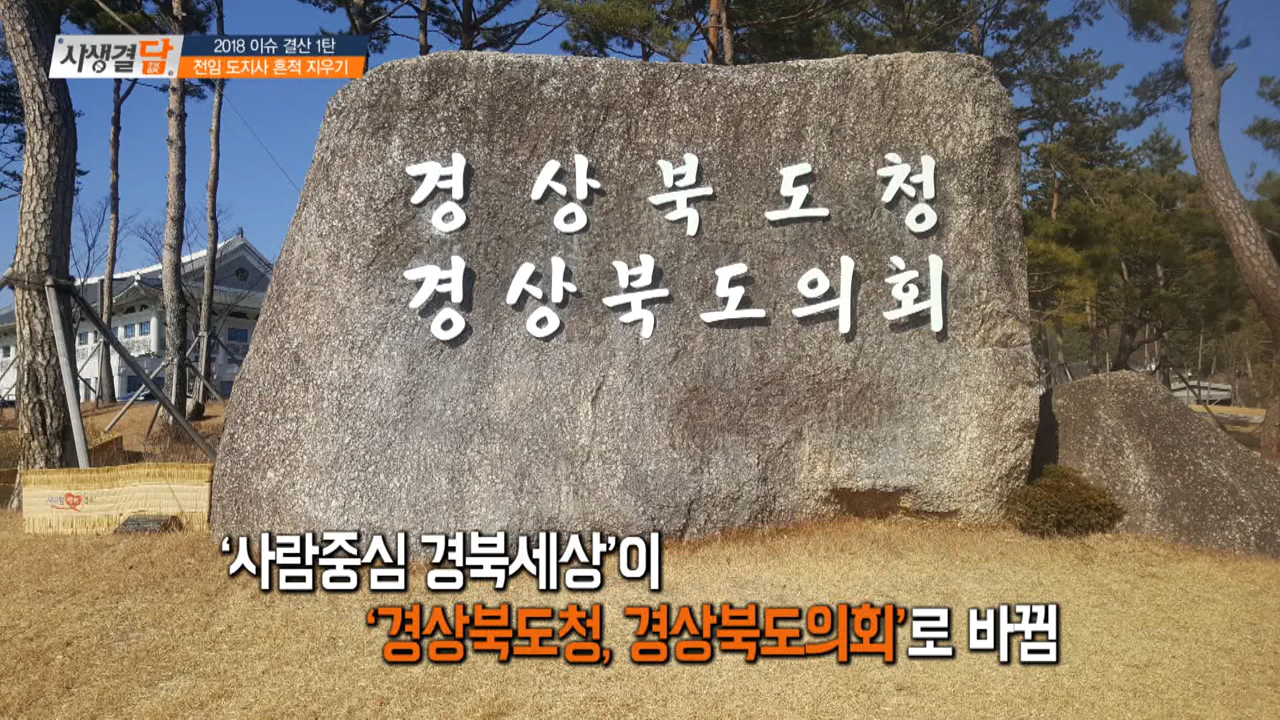 사생결담
2018 이슈 결산 1탄
전임 도지사 흔적 지우기
경상북도청
경상북도의회
‘사람중심 경북세상’이
‘경상북도청, 경상북도의회’로 바뀜